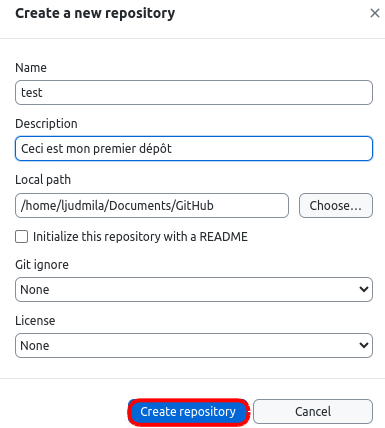 Create a new repository
Name
test
Description
Ceci est mon premier dépôt
Local path
/home/ljudmila/Documents/GitHub
Choose...
Initialize this repository with a README
Git ignore
None
License
None
Create repository
Cancel